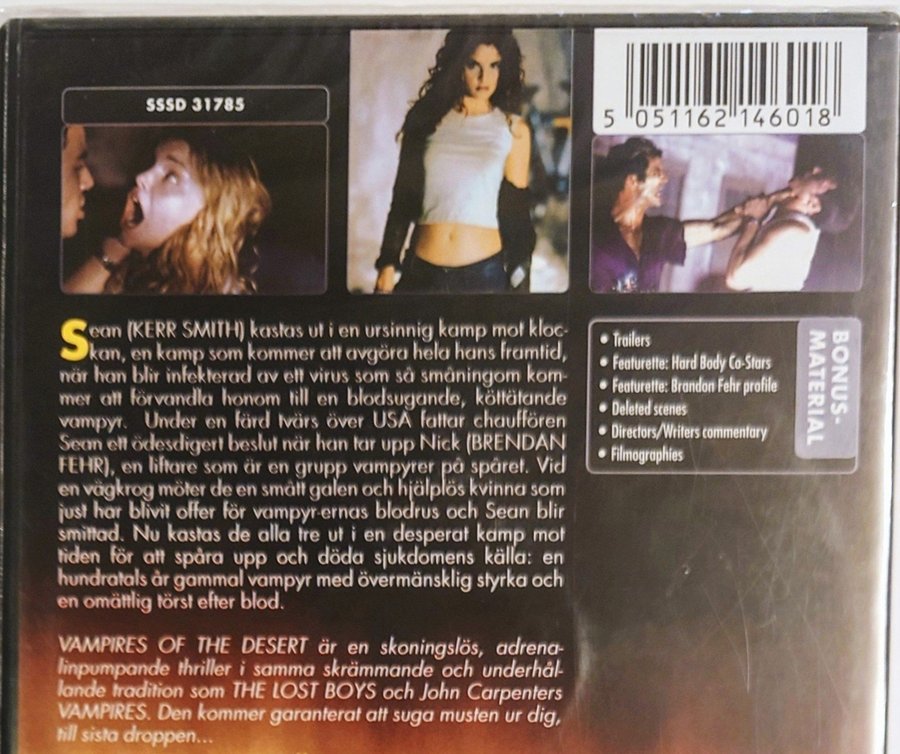 SSSD 31785
5 051162 146018
Sean (KERR SMITH) kastas ut i en ursinnig kamp mot kloc-
kan, en kamp som kommer att avgöra hela hans framtid,
när han blir infekterad av ett virus som så småningom kom-
mer att förvandla honom till en blodsugande, köttätande
vampyr. Under en färd tvärs över USA fattar chauffören
Sean ett ödesdigert beslut när han tar upp Nick (BRENDAN
FEHR), en liftare som är en grupp vampyrer på spåret. Vid
en vägkrog möter de en smått galen och hjälplös kvinna som
just har blivit offer för vampyr-ernas blodrus och Sean blir
smittad. Nu kastas de alla tre ut i en desperat kamp mot
tiden för att spåra upp och döda sjukdomens källa: en
hundratals år gammal vampyr med övermänsklig styrka och
en omättlig törst efter blod.
VAMPIRES OF THE DESERT är en skoningslös, adrena-
linpumpande thriller i samma skrämmande och underhål-
lande tradition som THE LOST BOYS och John Carpenters
VAMPIRES. Den kommer garanterat att suga musten ur dig,
till sista droppen...
BONUS-
MATERIAL
• Trailers
• Featurette: Hard Body Co-Stars
• Featurette: Brandon Fehr profile
• Deleted scenes
• Directors/Writers commentary
• Filmographies